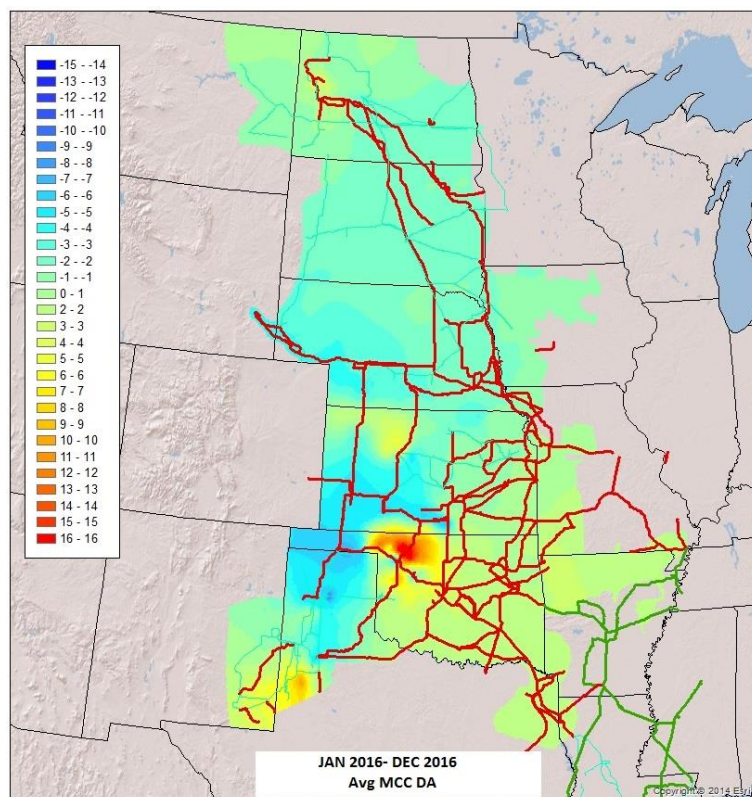 -15 - -14
-13 - -13
-12 - -12
-11 - -11
-10 - -10
-9 - -9
-8 - -8
-7 - -7
-6 - -6
-5 - -5
-4 - -4
-3 - -3
-2 - -2
-1 - -1
0 - 1
2 - 2
3 - 3
4 - 4
5 - 5
6 - 6
7 - 7
8 - 8
9 - 9
10 - 10
11 - 11
12 - 12
13 - 13
14 - 14
15 - 15
16 - 16
JAN 2016- DEC 2016
Avg MCC DA
Copyright:© 2014 Esri